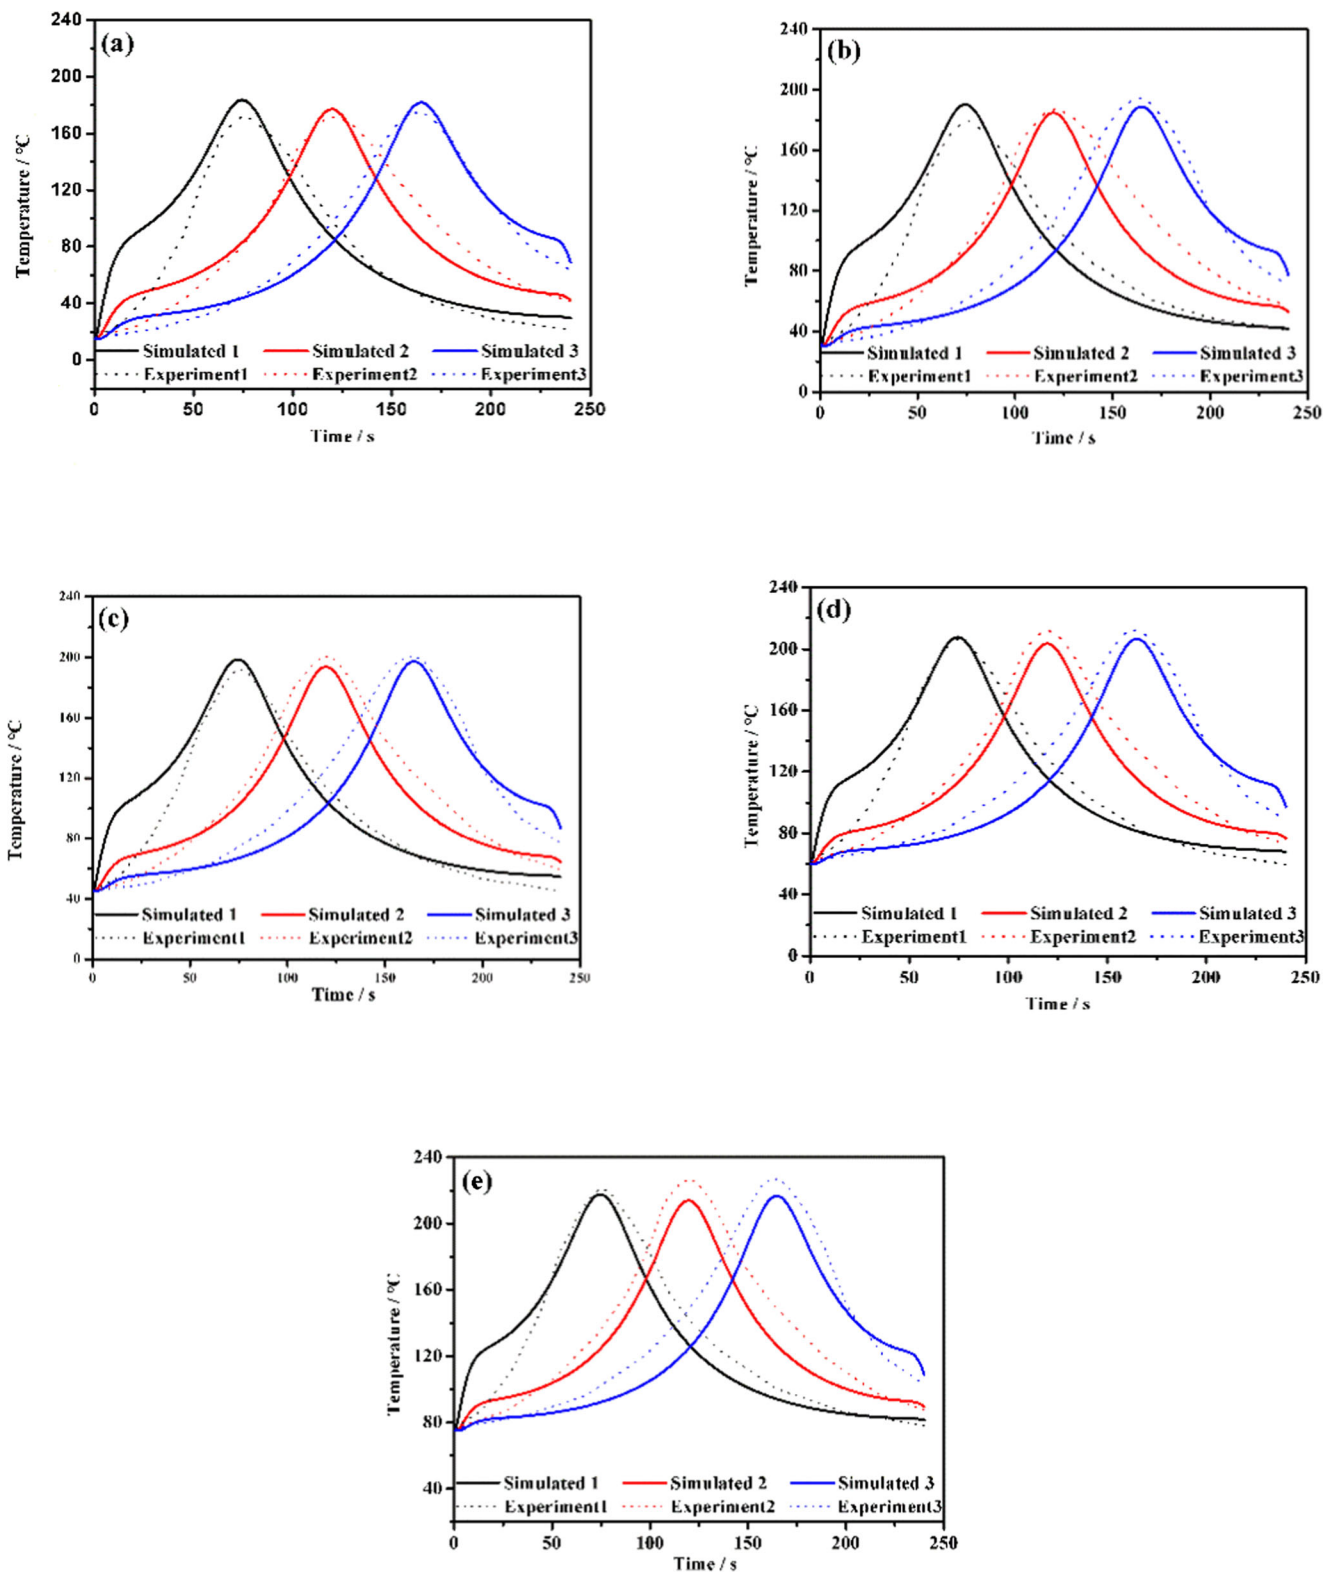 (a)
240
200
160
120
80
40
0
Temperature / °C
Simulated 1 Simulated 2 Simulated 3
Experiment1 Experiment2 Experiment3
0 50 100 150 200 250
Time / s
(b)
240
200
160
120
80
40
0
Temperature / °C
Simulated 1 Simulated 2 Simulated 3
Experiment1 Experiment2 Experiment3
0 50 100 150 200 250
Time / s
(c)
240
200
160
120
80
40
0
Temperature / °C
Simulated 1 Simulated 2 Simulated 3
Experiment1 Experiment2 Experiment3
0 50 100 150 200 250
Time / s
(d)
240
200
160
120
80
40
0
Temperature / °C
Simulated 1 Simulated 2 Simulated 3
Experiment1 Experiment2 Experiment3
0 50 100 150 200 250
Time / s
(e)
240
200
160
120
80
40
Temperature / °C
Simulated 1 Simulated 2 Simulated 3
Experiment1 Experiment2 Experiment3
0 50 100 150 200 250
Time / s